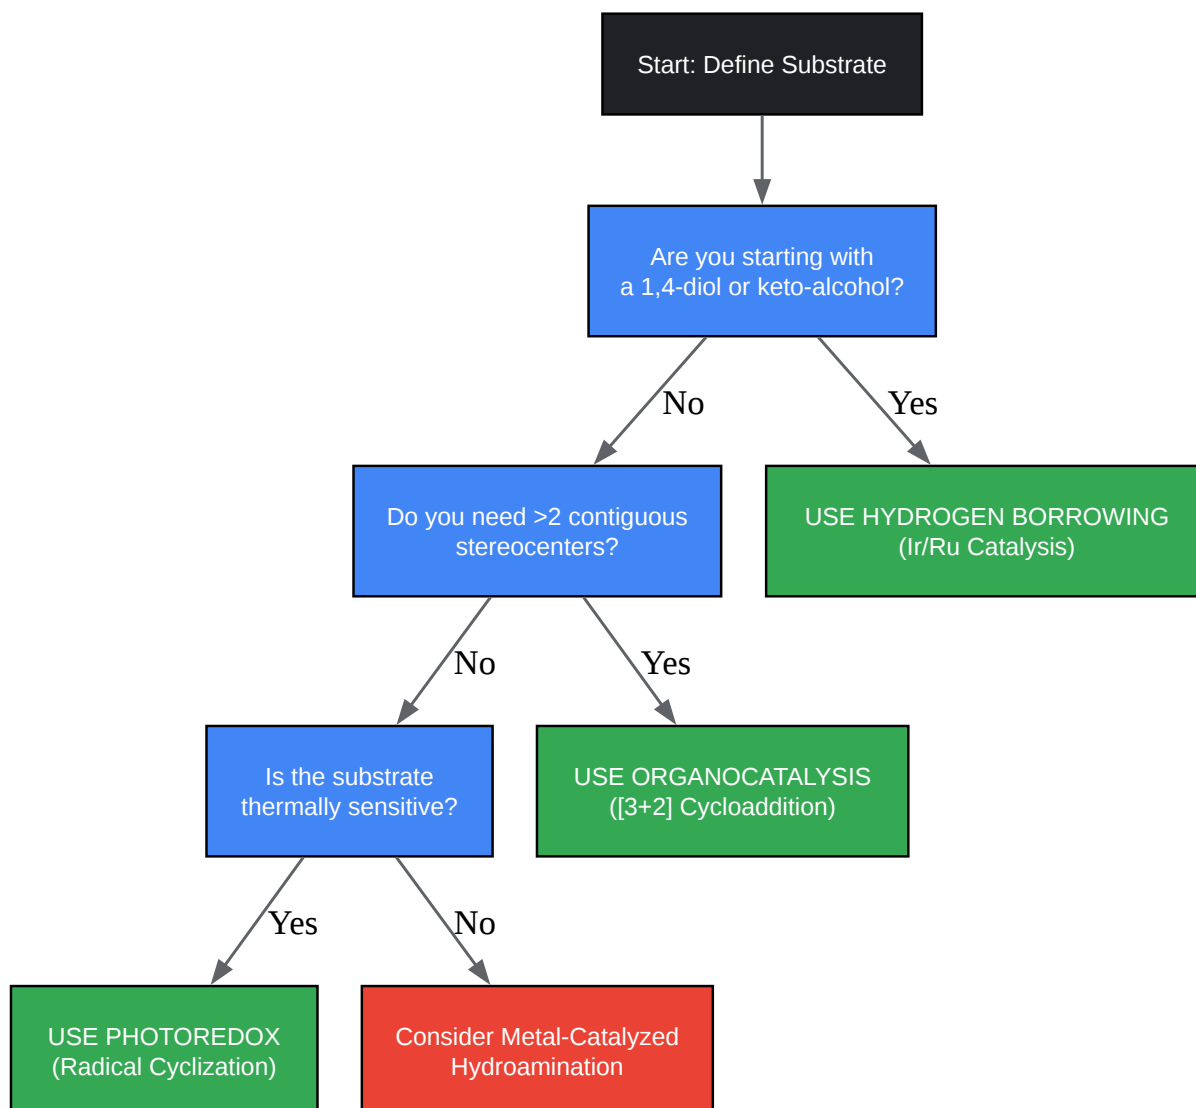 Start: Define Substrate
Are you starting with
a 1,4-diol or keto-alcohol?
No
Yes
Do you need >2 contiguous
stereocenters?
USE HYDROGEN BORROWING
(Ir/Ru Catalysis)
No
Yes
Is the substrate
thermally sensitive?
USE ORGANOCATALYSIS
([3+2] Cycloaddition)
Yes
No
USE PHOTOREDOX
(Radical Cyclization)
Consider Metal-Catalyzed
Hydroamination